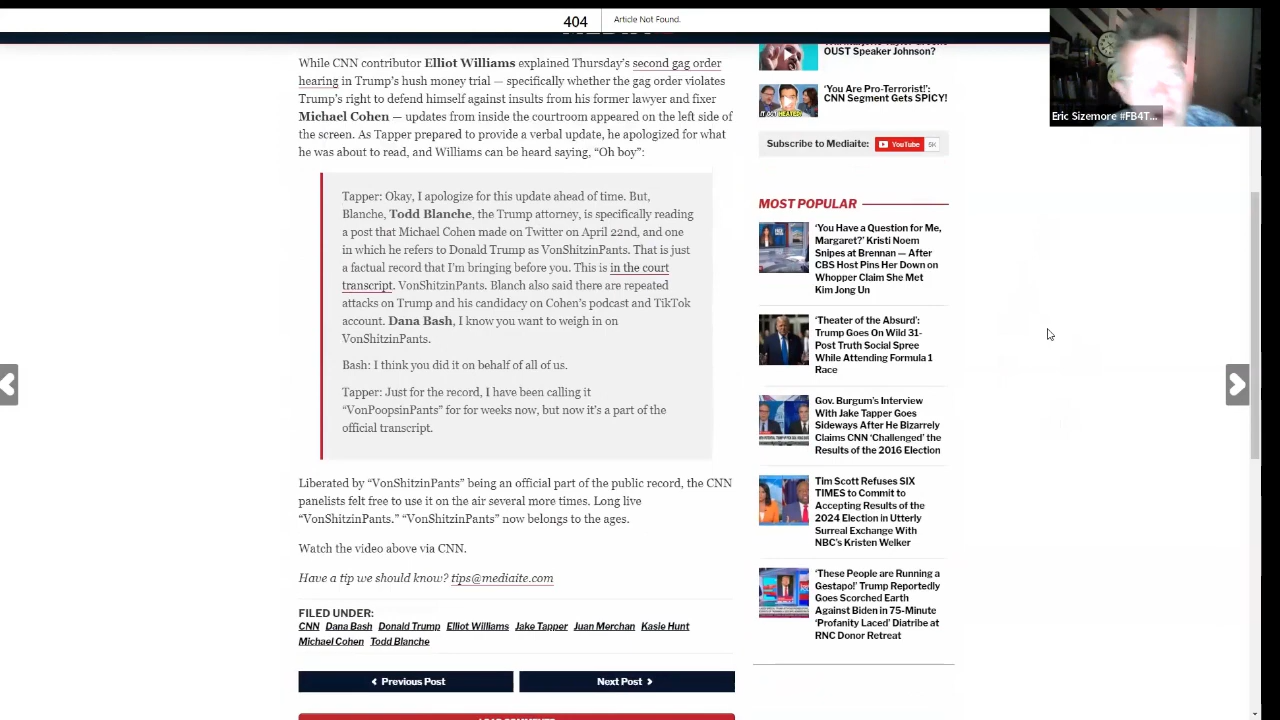 404
Article Not Found.
While CNN contributor Elliot Williams explained Thursday's second gag order
hearing in Trump's hush money trial — specifically whether the gag order violates
Trump's right to defend himself against insults from his former lawyer and fixer
Michael Cohen — updates from inside the courtroom appeared on the left side of
the screen. As Tapper prepared to provide a verbal update, he apologized for what
he was about to read, and Williams can be heard saying, “Oh boy”:
Tapper: Okay, I apologize for this update ahead of time. But,
Blanche, Todd Blanche, the Trump attorney, is specifically reading
a post that Michael Cohen made on Twitter on April 22nd, and one
in which he refers to Donald Trump as VonShitzinPants. That is just
a factual record that I'm bringing before you. This is in the court
transcript. VonShitzinPants. Blanch also said there are repeated
attacks on Trump and his candidacy on Cohen's podcast and TikTok
account. Dana Bash, I know you want to weigh in on
VonShitzinPants.
Bash: I think you did it on behalf of all of us.
Tapper: Just for the record, I have been calling it
“VonPoopsinPants” for for weeks now, but now it's a part of the
official transcript.
Liberated by “VonShitzinPants” being an official part of the public record, the CNN
panelists felt free to use it on the air several more times. Long live
“VonShitzinPants.” “VonShitzinPants” now belongs to the ages.
Watch the video above via CNN.
Have a tip we should know? tips@mediaite.com
FILED UNDER:
CNN Dana Bash Donald Trump Elliot Williams Jake Tapper Juan Merchan Kasie Hunt
Michael Cohen Todd Blanche
Previous Post
Next Post
OUST Speaker Johnson?
‘You Are Pro-Terrorist!’:
CNN Segment Gets SPICY!
Subscribe to Mediaite: YouTube 5K
MOST POPULAR
‘You Have a Question for Me,
Margaret?’ Kristi Noem
Snipes at Brennan — After
CBS Host Pins Her Down on
Whopper Claim She Met
Kim Jong Un
‘Theater of the Absurd’:
Trump Goes On Wild 31-
Post Truth Social Spree
While Attending Formula 1
Race
Gov. Burgum's Interview
With Jake Tapper Goes
Sideways After He Bizarrely
Claims CNN ‘Challenged’ the
Results of the 2016 Election
Tim Scott Refuses SIX
TIMES to Commit to
Accepting Results of the
2024 Election in Utterly
Surreal Exchange With
NBC's Kristen Welker
‘These People are Running a
Gestapo!’ Trump Reportedly
Goes Scorched Earth
Against Biden in 75-Minute
‘Profanity Laced’ Diatribe at
RNC Donor Retreat
Eric Sizemore #FB4T...